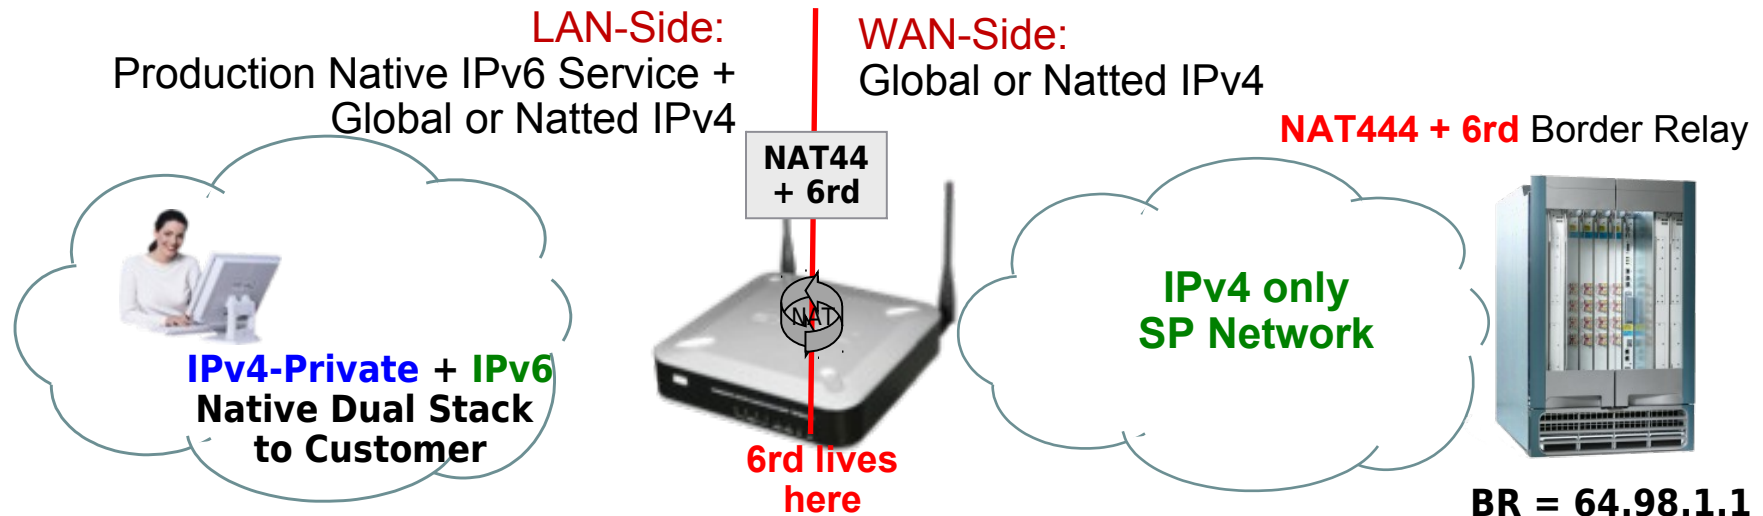 LAN-Side:
Production Native IPv6 Service +
Global or Natted IPv4
WAN-Side:
Global or Natted IPv4
NAT444 + 6rd Border Relay
NAT44
+ 6rd
NAT
IPv4-Private + IPv6
Native Dual Stack
to Customer
6rd lives
here
IPv4 only
SP Network
BR = 64.98.1.1